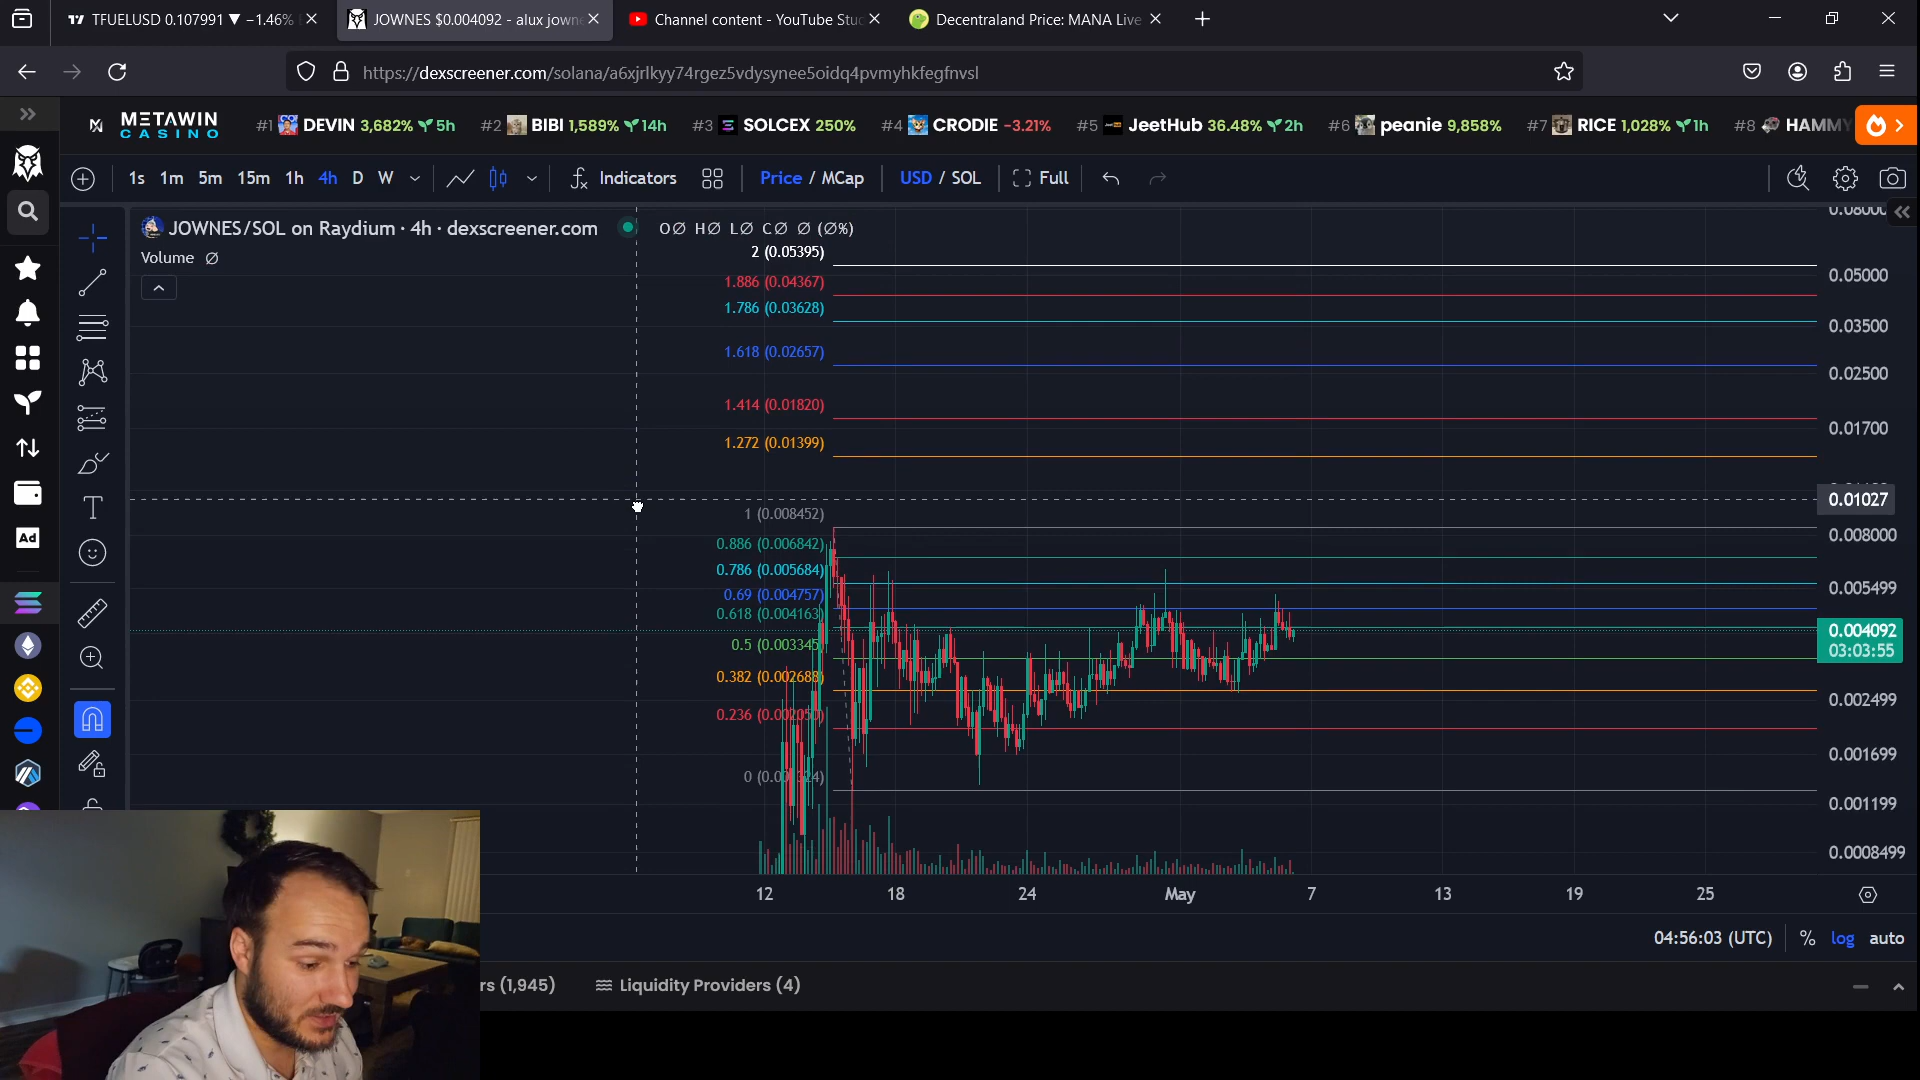 TFUELUSD 0.107991 ▼ −1.46%
JOWNES $0.004092 - alux jown
Channel content - YouTube Stu
Decentraland Price: MANA Live
https://dexscreener.com/solana/a6xjrlkyy74rgez5vdysynee5oidq4pvmyhkfegfnvsl
METAWIN
CASINO
#1 DEVIN 3,682% 5h #2 BIBI 1,589% 14h #3 SOLCEX 250% #4 CRODIE -3.21% #5 JeetHub 36.48% 2h #6 peanie 9,858% #7 RICE 1,028% 1h #8 HAMMY
1s 1m 5m 15m 1h 4h D W Indicators Price / MCap USD / SOL Full
JOWNES/SOL on Raydium · 4h · dexscreener.com O∅ H∅ L∅ C∅ ∅ (∅%)
Volume ∅
2 (0.05395)
1.886 (0.04367)
1.786 (0.03628)
1.618 (0.02657)
1.414 (0.01820)
1.272 (0.01399)
1 (0.008452)
0.886 (0.006842)
0.786 (0.005684)
0.69 (0.004757)
0.618 (0.004163)
0.5 (0.003345)
0.382 (0.002688)
0.236
0
0.05000
0.03500
0.02500
0.01700
0.01027
0.008000
0.005499
0.004092
03:03:55
0.002499
0.001699
0.001199
0.0008499
Ad
12 18 24 May 7 13 19 25
04:56:03 (UTC) % log auto
rs (1,945) Liquidity Providers (4)